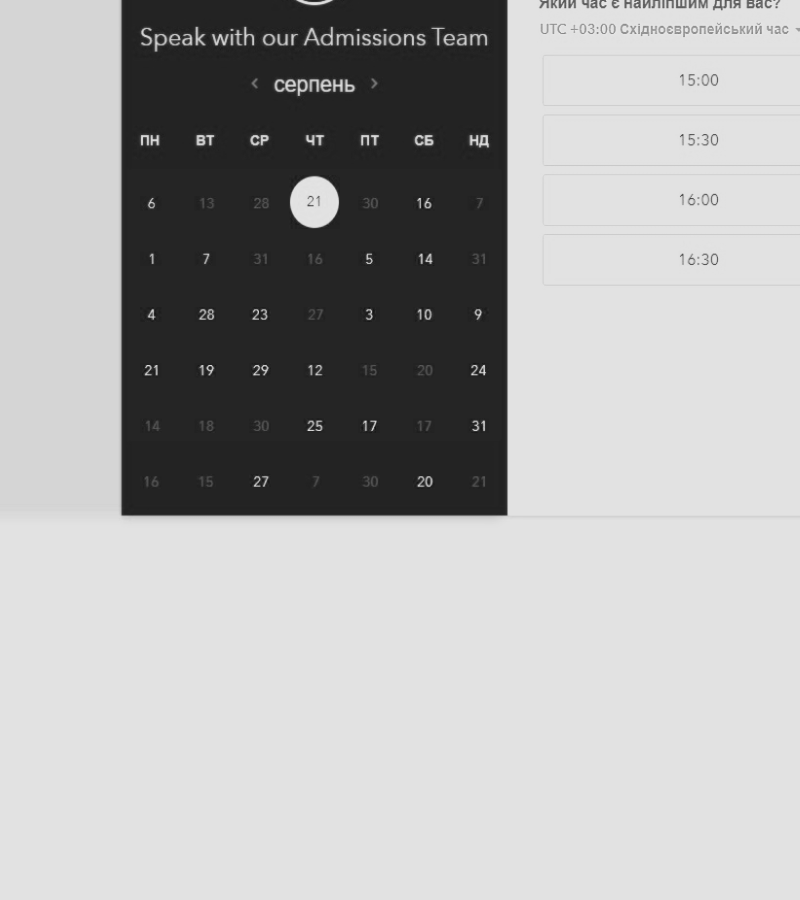 Speak with our Admissions Team
серпень
ПН ВТ СР ЧТ ПТ СБ НД
6 13 28 21 30 16 7
1 7 31 16 5 14 31
4 28 23 27 3 10 9
21 19 29 12 15 20 24
14 18 30 25 17 17 31
16 15 27 7 30 20 21
Який час є найліпшим для вас?
UTC +03:00 Східноєвропейський час
15:00
15:30
16:00
16:30